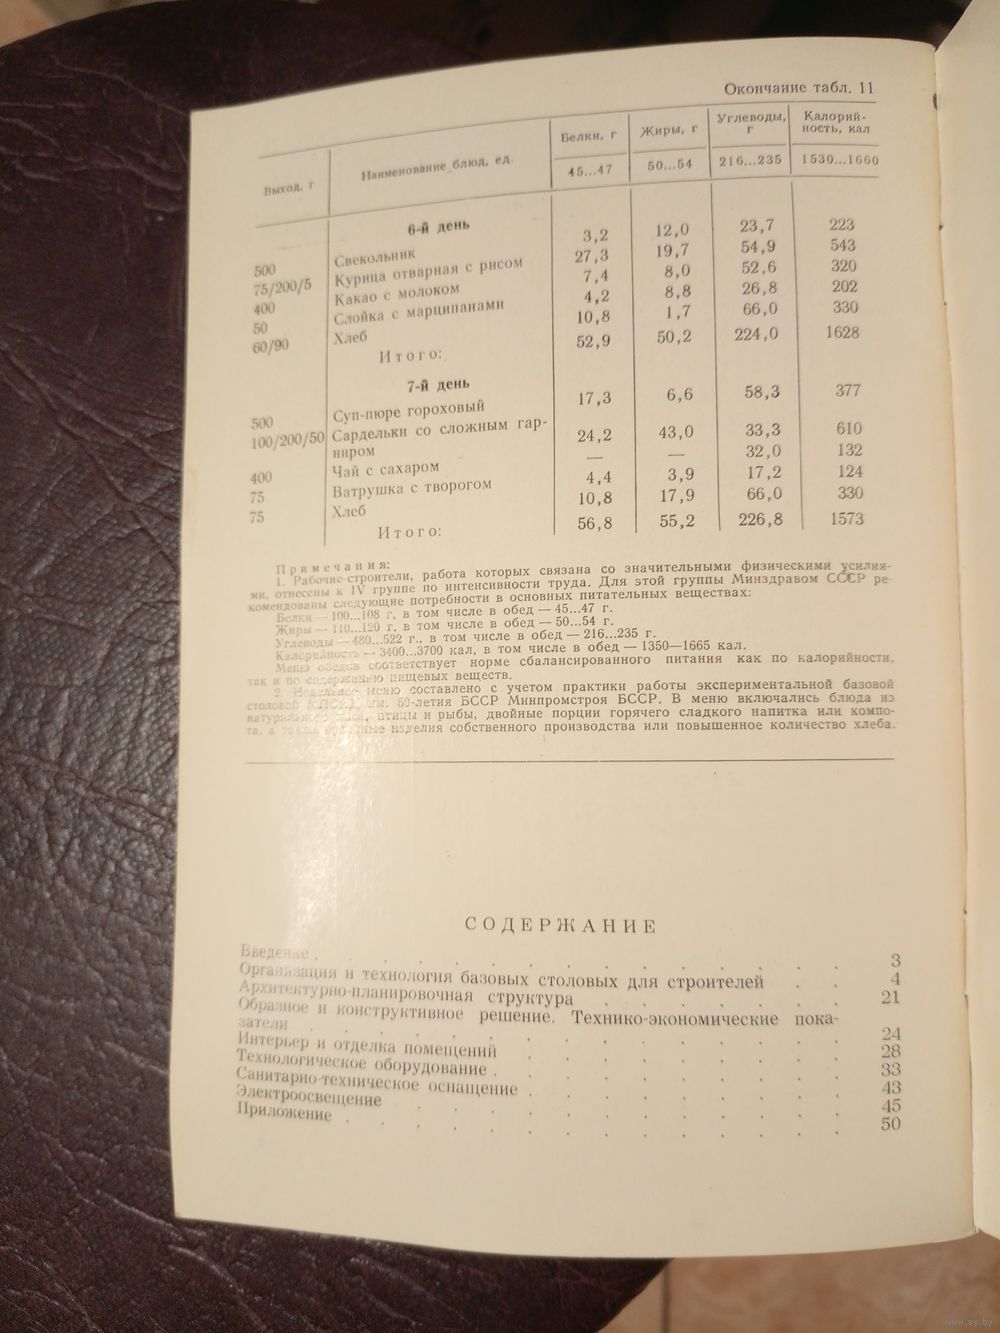 Окончание табл. 11
Выход, г | Наименование блюд, ед. | Белки, г | Жиры, г | Углеводы, г | Калорий-ность, кал
45...47 | 50...54 | 216...235 | 1530...1660
6-й день
500 | Свекольник | 3,2 | 12,0 | 23,7 | 223
75/200/5 | Курица отварная с рисом | 27,3 | 19,7 | 54,9 | 543
400 | Какао с молоком | 7,4 | 8,0 | 52,6 | 320
50 | Слойка с марципанами | 4,2 | 8,8 | 26,8 | 202
60/90 | Хлеб | 10,8 | 1,7 | 66,0 | 330
Итого: | 52,9 | 50,2 | 224,0 | 1628
7-й день
500 | Суп-пюре гороховый | 17,3 | 6,6 | 58,3 | 377
100/200/50 | Сардельки со сложным гар-
ниром | 24,2 | 43,0 | 33,3 | 610
400 | Чай с сахаром | — | — | 32,0 | 132
75 | Ватрушка с творогом | 4,4 | 3,9 | 17,2 | 124
75 | Хлеб | 10,8 | 17,9 | 66,0 | 330
Итого: | 56,8 | 55,2 | 226,8 | 1573
Примечания:
1. Рабочие-строители, работа которых связана со значительными физическими усилия-
ми, отнесены к IV группе по интенсивности труда. Для этой группы Минздравом СССР ре-
комендованы следующие потребности в основных питательных веществах:
Белки — 100...108 г, в том числе в обед — 45...47 г.
Жиры — 110...120 г, в том числе в обед — 50...54 г.
Углеводы — 480...522 г., в том числе в обед — 216...235 г.
Калорийность — 3400...3700 кал, в том числе в обед — 1350—1665 кал.
Меню обедов соответствует норме сбалансированного питания как по калорийности,
так и по содержанию пищевых веществ.
2. Недельное меню составлено с учетом практики работы экспериментальной базовой
столовой им. 50-летия БССР Минпромстроя БССР. В меню включались блюда из
натурального мяса, птицы и рыбы, двойные порции горячего сладкого напитка или компо-
та, а также изделия собственного производства или повышенное количество хлеба.
СОДЕРЖАНИЕ
Введение . . . . . 3
Организация и технология базовых столовых для строителей . . 4
Архитектурно-планировочная структура . . . . . 21
Образное и конструктивное решение. Технико-экономические пока-
затели . . . . . 24
Интерьер и отделка помещений . . . . . 28
Технологическое оборудование . . . . . 33
Санитарно-техническое оснащение . . . . . 43
Электроосвещение . . . . . 45
Приложение . . . . . 50
www.ay.by